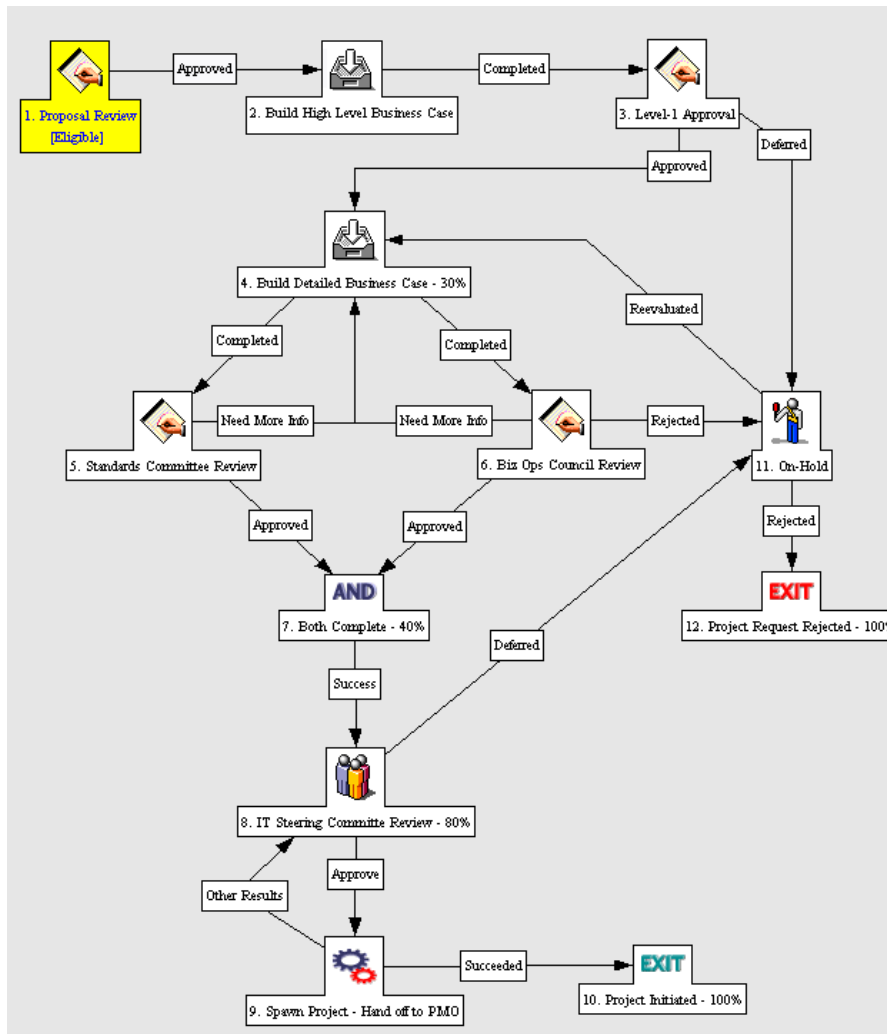 Approved
Completed
1. Proposal Review
[Eligible]
2. Build High Level Business Case
3. Level-1 Approval
Deferred
Approved
4. Build Detailed Business Case - 30%
Reevaluated
Completed
Completed
Need More Info
Need More Info
Rejected
5. Standards Committee Review
6. Biz Ops Council Review
11. On-Hold
Approved
Approved
Rejected
AND
EXIT
7. Both Complete - 40%
12. Project Request Rejected - 100%
Deferred
Success
8. IT Steering Committe Review - 80%
Approve
Other Results
Succeeded
EXIT
9. Spawn Project - Hand off to PMO
10. Project Initiated - 100%